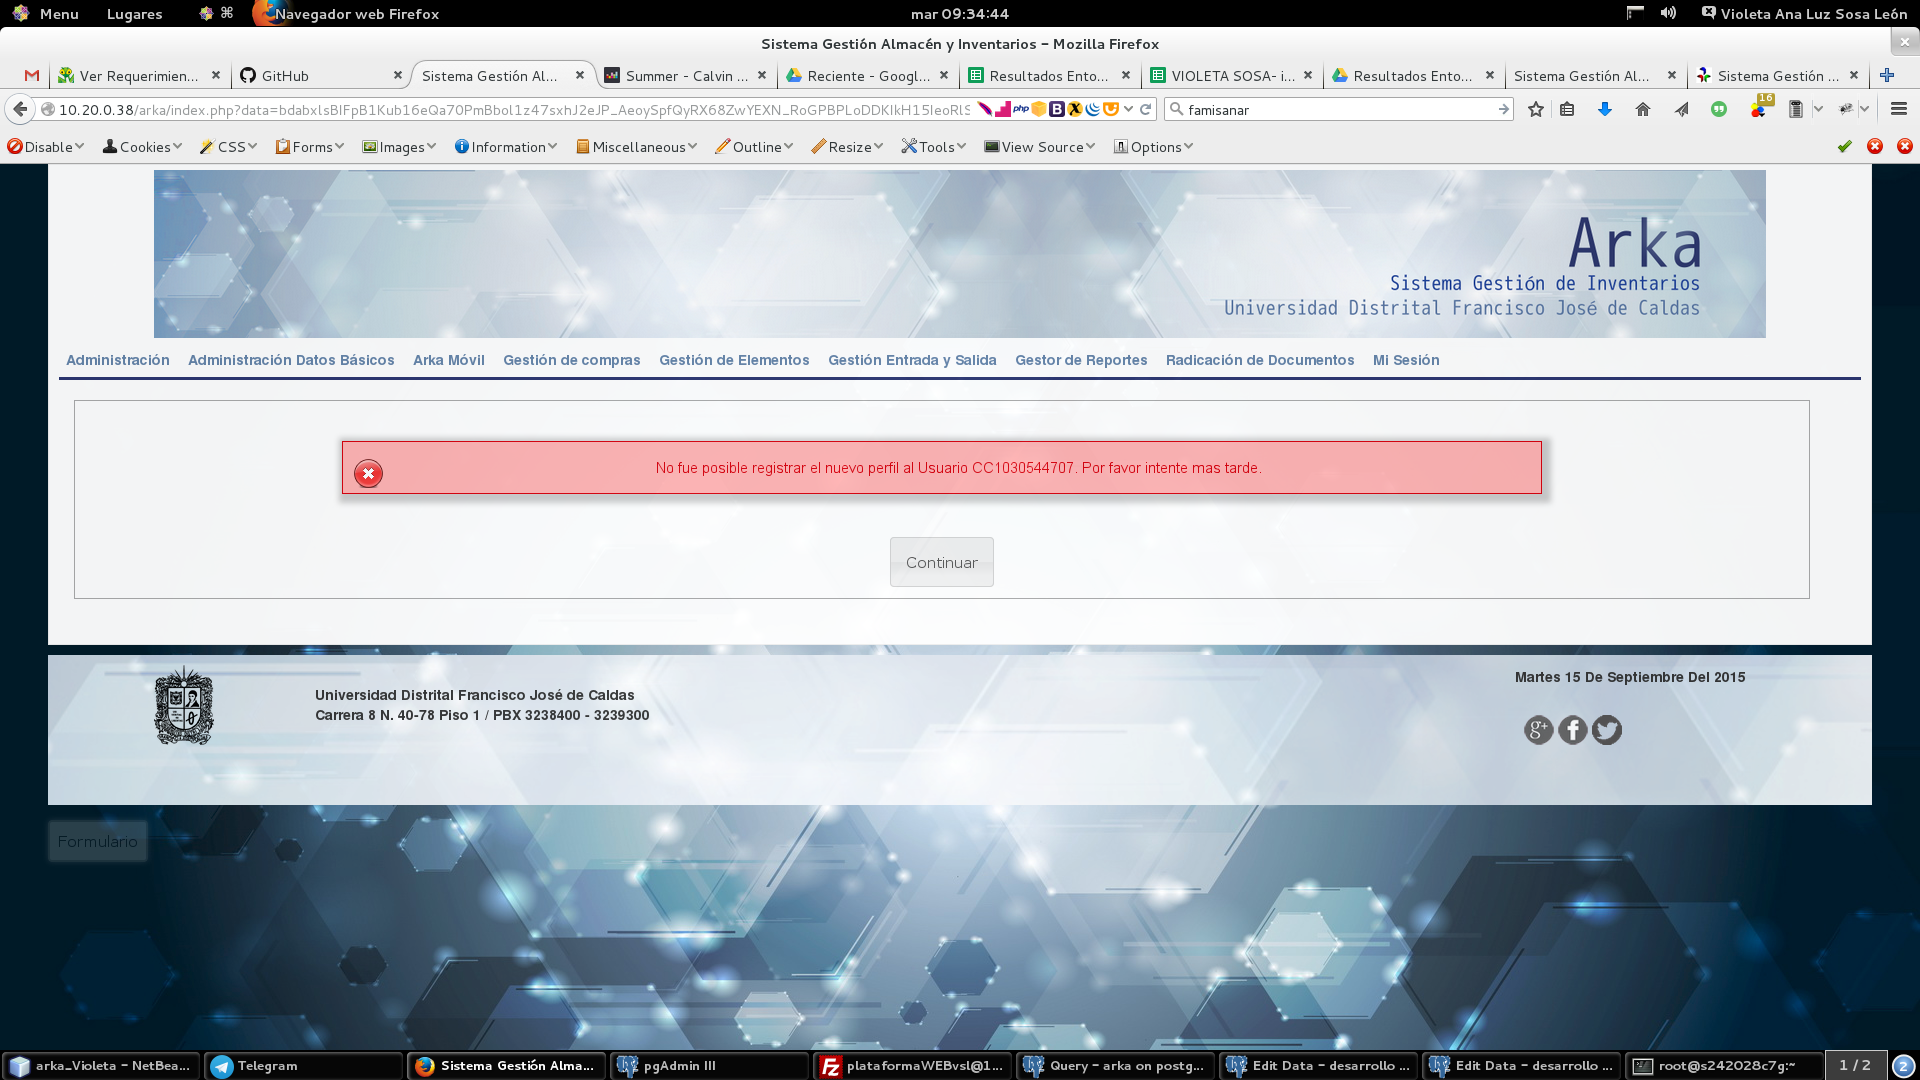 Menu Lugares Navegador web Firefox mar 09:34:44 Violeta Ana Luz Sosa León
Sistema Gestión Almacén y Inventarios - Mozilla Firefox
Ver Requerimien... GitHub Sistema Gestión Al... Summer - Calvin ... Reciente - Googl... Resultados Ento... VIOLETA SOSA- i... Resultados Ento... Sistema Gestión Al... Sistema Gestión ...
php famisanar 16
Disable Cookies CSS Forms Images Information Miscellaneous Outline Resize Tools View Source Options
Arka
Sistema Gestión de Inventarios
Universidad Distrital Francisco José de Caldas
Administración Administración Datos Básicos Arka Móvil Gestión de compras Gestión de Elementos Gestión Entrada y Salida Gestor de Reportes Radicación de Documentos Mi Sesión
No fue posible registrar el nuevo perfil al Usuario CC1030544707. Por favor intente mas tarde.
Continuar
Martes 15 De Septiembre Del 2015
Universidad Distrital Francisco José de Caldas
Carrera 8 N. 40-78 Piso 1 / PBX 3238400 - 3239300
Formulario
arka_Violeta - NetBea... Telegram Sistema Gestión Alma... pgAdmin III plataformaWEBvsl@1... Query - arka on postg... Edit Data - desarrollo ... Edit Data - desarrollo ... root@s242028c7g:~ 1 / 2 2